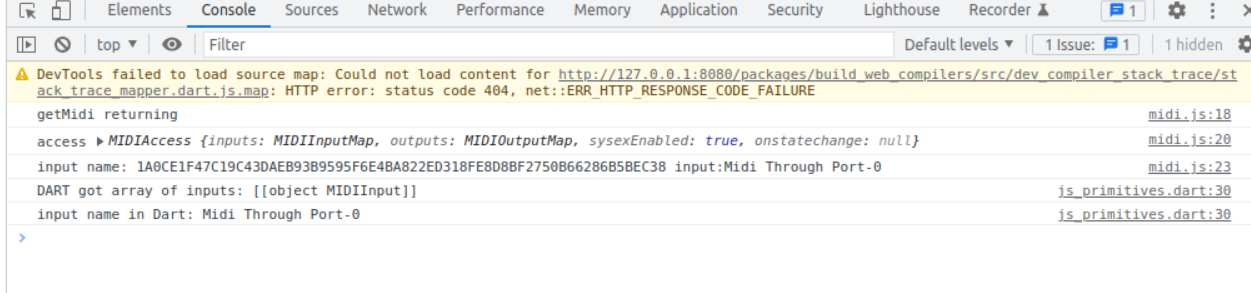 Elements Console Sources Network Performance Memory Application Security Lighthouse Recorder 1
top ▼ Filter Default levels ▼ 1 Issue: 1 1 hidden
DevTools failed to load source map: Could not load content for http://127.0.0.1:8080/packages/build_web_compilers/src/dev_compiler_stack_trace/st
ack_trace_mapper.dart.js.map: HTTP error: status code 404, net::ERR_HTTP_RESPONSE_CODE_FAILURE
getMidi returning midi.js:18
access ▶MIDIAccess {inputs: MIDIInputMap, outputs: MIDIOutputMap, sysexEnabled: true, onstatechange: null} midi.js:20
input name: 1A0CE1F47C19C43DAEB93B9595F6E4BA822ED318FE8D8BF2750B66286B5BEC38 input:Midi Through Port-0 midi.js:23
DART got array of inputs: [[object MIDIInput]] js_primitives.dart:30
input name in Dart: Midi Through Port-0 js_primitives.dart:30